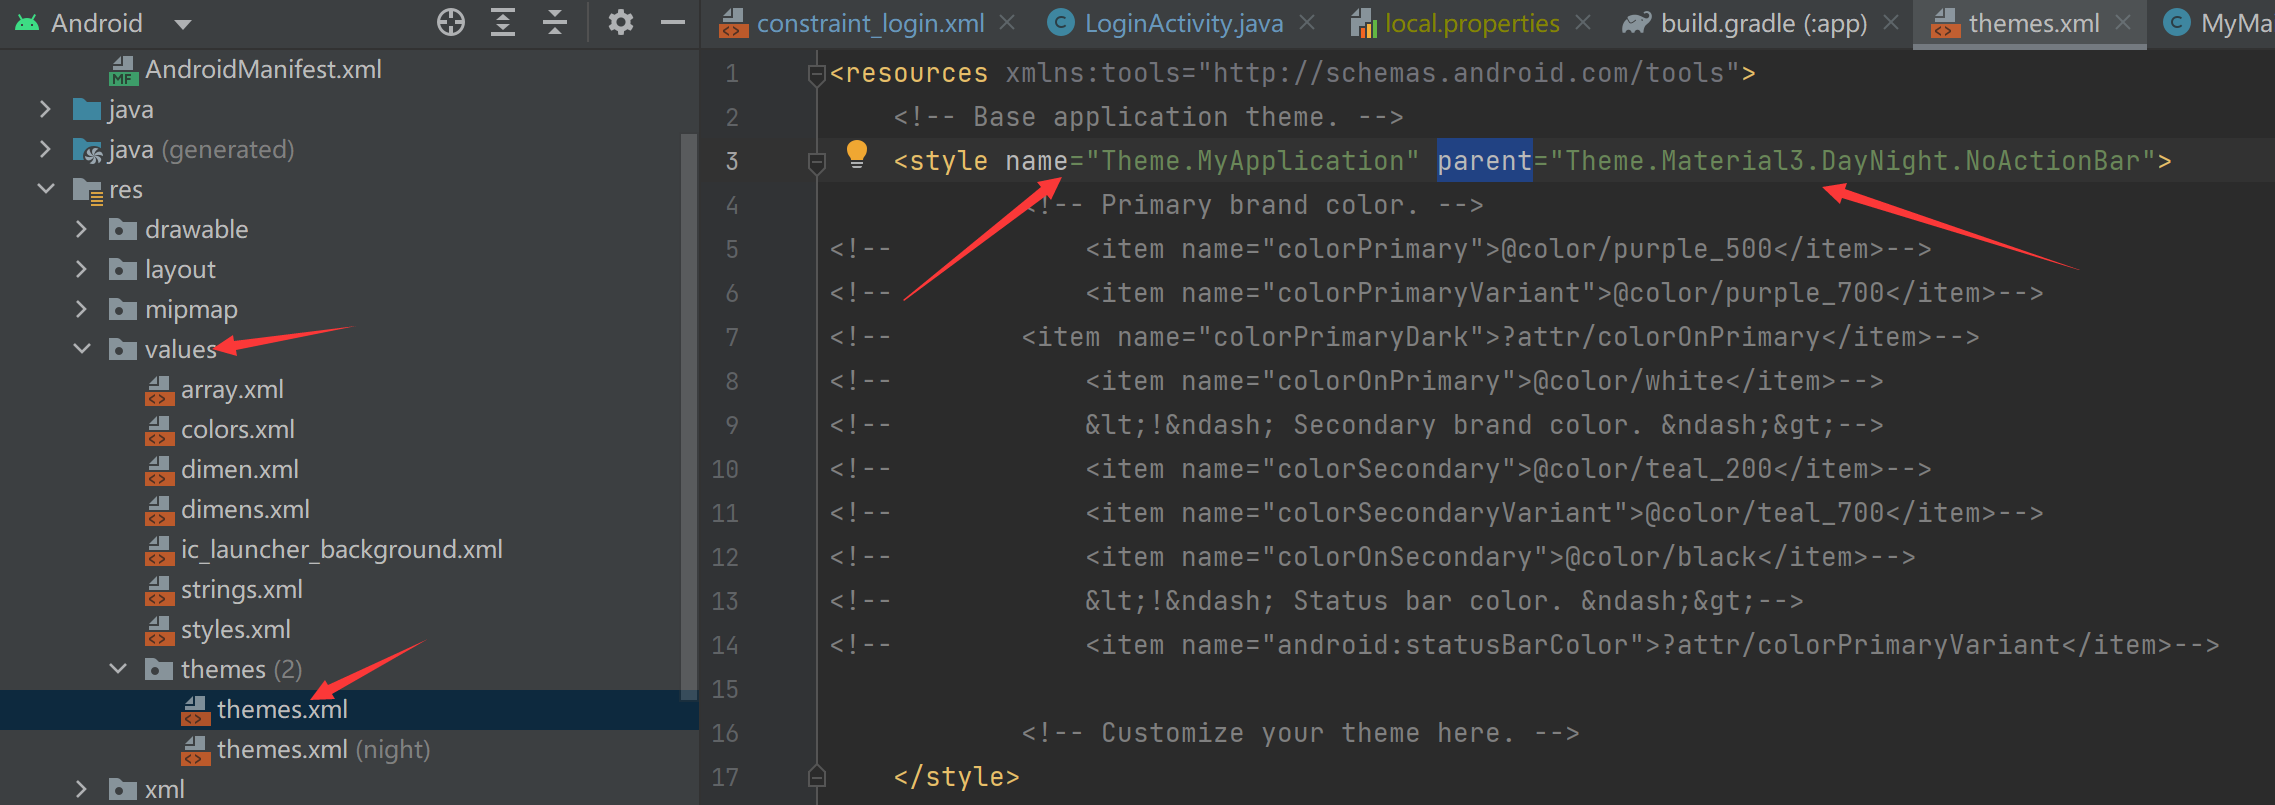 Android
AndroidManifest.xml
MF
java
java (generated)
res
drawable
layout
mipmap
values
array.xml
colors.xml
dimen.xml
dimens.xml
ic_launcher_background.xml
strings.xml
styles.xml
themes (2)
themes.xml
themes.xml (night)
xml
constraint_login.xml
C LoginActivity.java
local.properties
build.gradle (:app)
themes.xml
C MyMa
1 <resources xmlns:tools="http://schemas.android.com/tools">
2 <!-- Base application theme. -->
3 <style name="Theme.MyApplication" parent="Theme.Material3.DayNight.NoActionBar">
4 <!-- Primary brand color. -->
5 <!-- <item name="colorPrimary">@color/purple_500</item>-->
6 <!-- <item name="colorPrimaryVariant">@color/purple_700</item>-->
7 <!-- <item name="colorPrimaryDark">?attr/colorOnPrimary</item>-->
8 <!-- <item name="colorOnPrimary">@color/white</item>-->
9 <!-- &lt;!&ndash; Secondary brand color. &ndash;&gt;-->
10 <!-- <item name="colorSecondary">@color/teal_200</item>-->
11 <!-- <item name="colorSecondaryVariant">@color/teal_700</item>-->
12 <!-- <item name="colorOnSecondary">@color/black</item>-->
13 <!-- &lt;!&ndash; Status bar color. &ndash;&gt;-->
14 <!-- <item name="android:statusBarColor">?attr/colorPrimaryVariant</item>-->
15
16 <!-- Customize your theme here. -->
17 </style>